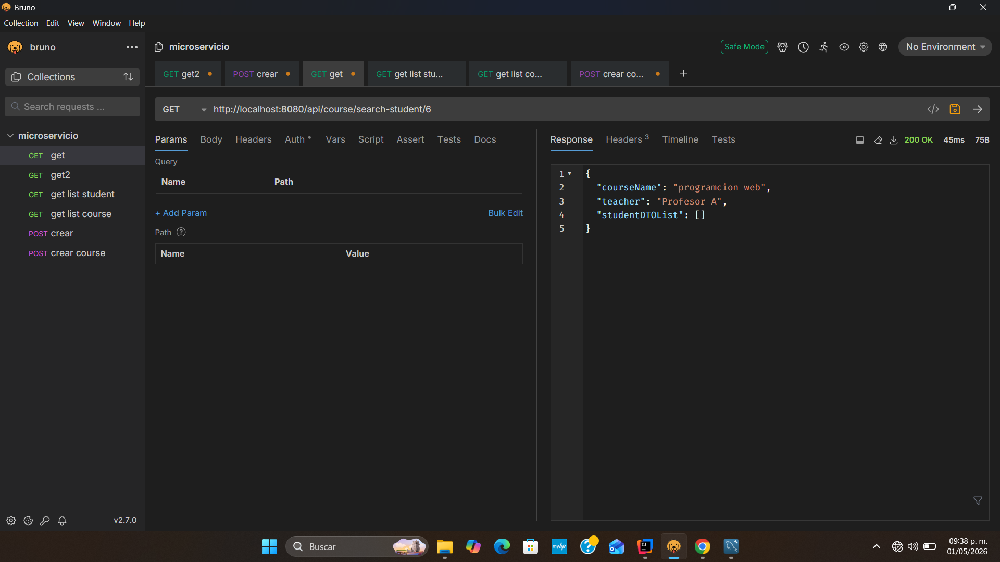 Bruno
Collection Edit View Window Help
bruno
microservicio
Safe Mode
No Environment
Collections
GET get2
POST crear
GET get
GET get list stu...
GET get list co...
POST crear co...
Search requests ...
GET http://localhost:8080/api/course/search-student/6
microservicio
GET get
GET get2
GET get list student
GET get list course
POST crear
POST crear course
Params Body Headers Auth Vars Script Assert Tests Docs
Query
Name Path
+ Add Param Bulk Edit
Path ?
Name Value
Response Headers 3 Timeline Tests
200 OK 45ms 75B
1 {
2 "courseName": "programcion web",
3 "teacher": "Profesor A",
4 "studentDTOList": []
5 }
v2.7.0
Buscar
myhp
IJ
09:38 p. m.
01/05/2026